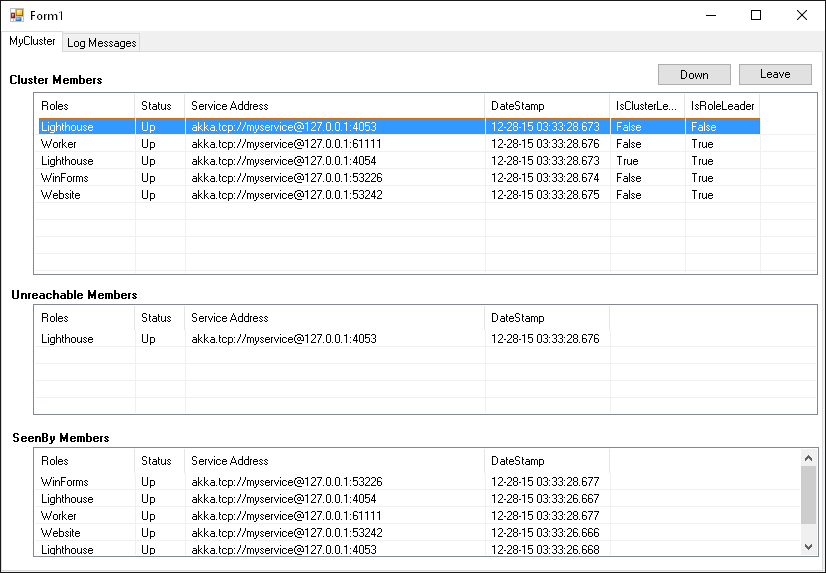 Form1
MyCluster Log Messages
Cluster Members Down Leave
Roles Status Service Address DateStamp IsClusterLe... IsRoleLeader
Lighthouse Up akka.tcp://myservice@127.0.0.1:4053 12-28-15 03:33:28.673 False False
Worker Up akka.tcp://myservice@127.0.0.1:61111 12-28-15 03:33:28.676 False True
Lighthouse Up akka.tcp://myservice@127.0.0.1:4054 12-28-15 03:33:28.673 True True
WinForms Up akka.tcp://myservice@127.0.0.1:53226 12-28-15 03:33:28.674 False True
Website Up akka.tcp://myservice@127.0.0.1:53242 12-28-15 03:33:28.675 False True
Unreachable Members
Roles Status Service Address DateStamp
Lighthouse Up akka.tcp://myservice@127.0.0.1:4053 12-28-15 03:33:28.676
SeenBy Members
Roles Status Service Address DateStamp
WinForms Up akka.tcp://myservice@127.0.0.1:53226 12-28-15 03:33:28.677
Lighthouse Up akka.tcp://myservice@127.0.0.1:4054 12-28-15 03:33:26.667
Worker Up akka.tcp://myservice@127.0.0.1:61111 12-28-15 03:33:28.677
Website Up akka.tcp://myservice@127.0.0.1:53242 12-28-15 03:33:26.666
Lighthouse Up akka.tcp://myservice@127.0.0.1:4053 12-28-15 03:33:26.668